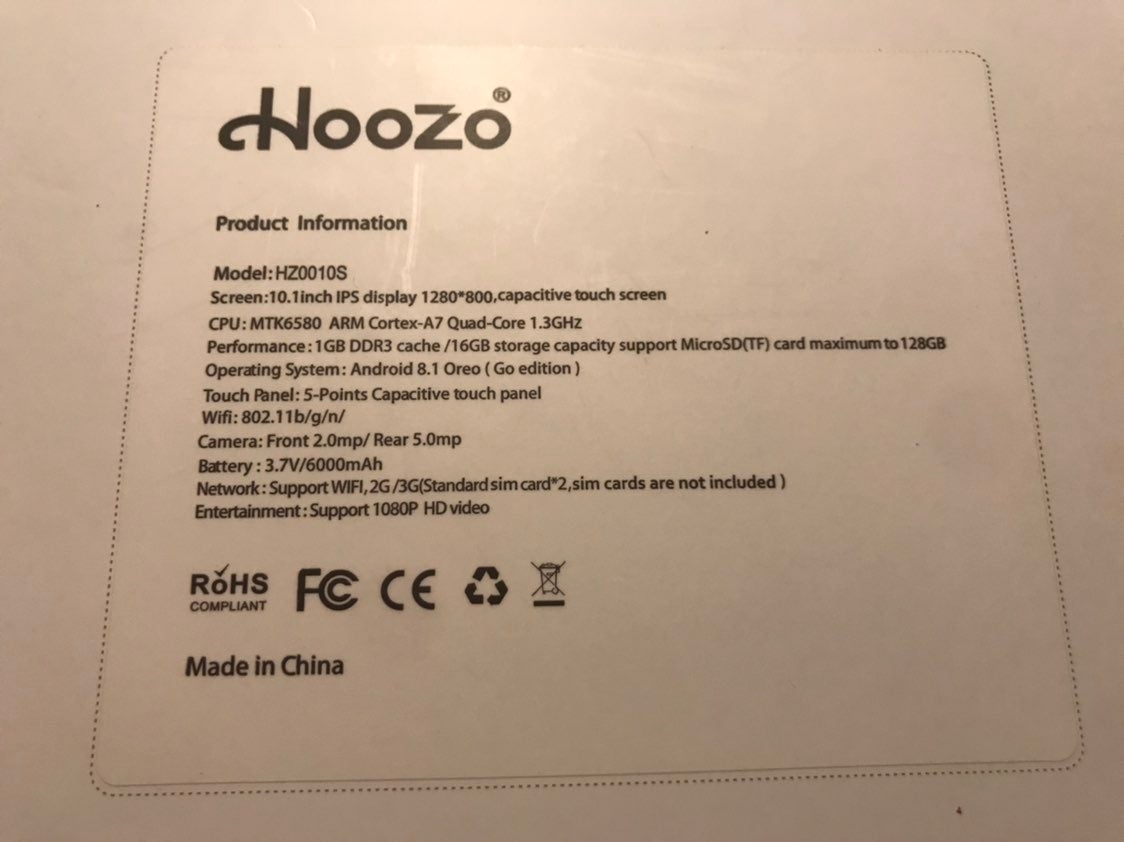 Hoozo®
Product Information
Model: HZ0010S
Screen:10.1inch IPS display 1280*800,capacitive touch screen
CPU: MTK6580 ARM Cortex-A7 Quad-Core 1.3GHz
Performance: 1GB DDR3 cache /16GB storage capacity support MicroSD(TF) card maximum to 128GB
Operating System: Android 8.1 Oreo ( Go edition )
Touch Panel: 5-Points Capacitive touch panel
Wifi: 802.11b/g/n/
Camera: Front 2.0mp/ Rear 5.0mp
Battery : 3.7V/6000mAh
Network: Support WIFI,2G/3G(Standard sim card*2,sim cards are not included )
Entertainment: Support 1080P HD video
RoHS FC CE
COMPLIANT
Made in China